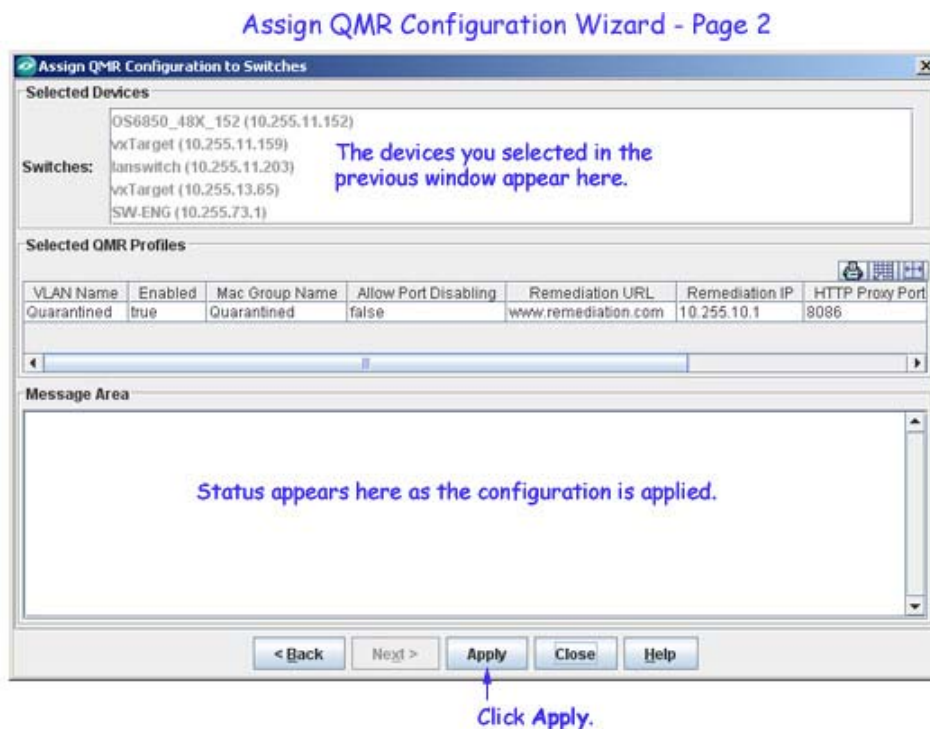 Assign QMR Configuration Wizard - Page 2
Assign QMR Configuration to Switches
Selected Devices
Switches:
OS6850_48X_152 (10.255.11.152)
vxTarget (10.255.11.159)
lanswitch (10.255.11.203)
vxTarget (10.255.13.65)
SW-ENG (10.255.73.1)
The devices you selected in the
previous window appear here.
Selected QMR Profiles
VLAN Name Enabled Mac Group Name Allow Port Disabling Remediation URL Remediation IP HTTP Proxy Port
Quarantined true Quarantined false www.remediation.com 10.255.10.1 8086
Message Area
Status appears here as the configuration is applied.
< Back Next > Apply Close Help
Click Apply.